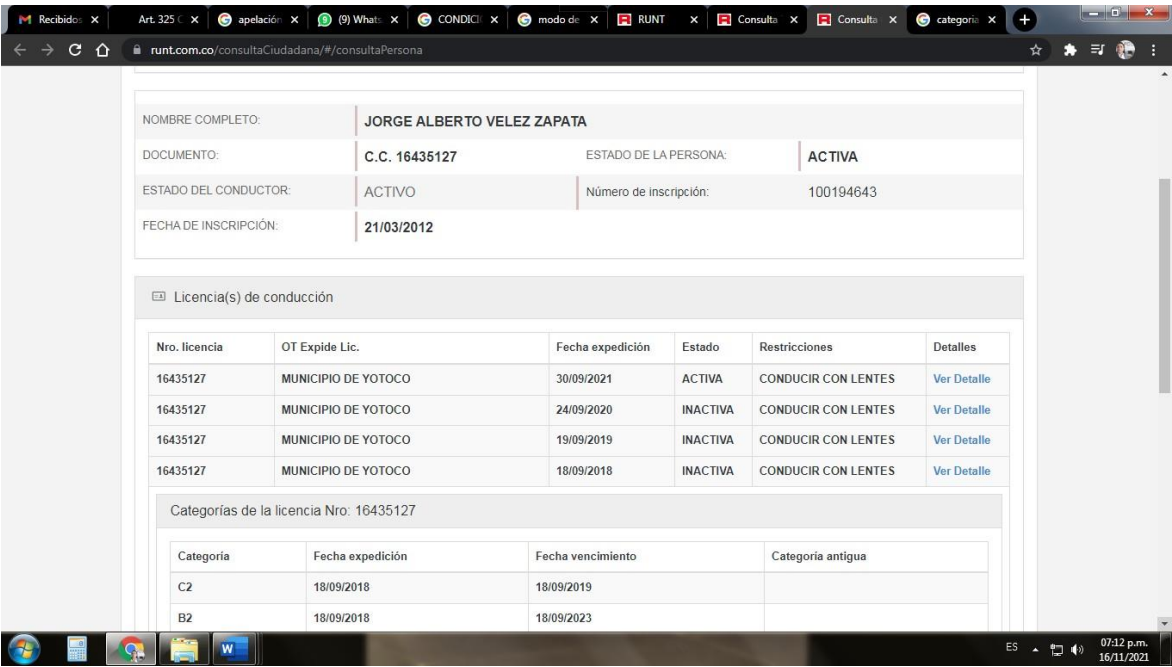 Recibidos
Art. 325 C
apelación
(9) Whats
CONDICI
modo de
RUNT
Consulta
Consulta
categoria
runt.com.co/consultaCiudadana/#/consultaPersona
NOMBRE COMPLETO: JORGE ALBERTO VELEZ ZAPATA
DOCUMENTO: C.C. 16435127 ESTADO DE LA PERSONA: ACTIVA
ESTADO DEL CONDUCTOR: ACTIVO Número de inscripción: 100194643
FECHA DE INSCRIPCIÓN: 21/03/2012
Licencia(s) de conducción
Nro. licencia OT Expide Lic. Fecha expedición Estado Restricciones Detalles
16435127 MUNICIPIO DE YOTOCO 30/09/2021 ACTIVA CONDUCIR CON LENTES Ver Detalle
16435127 MUNICIPIO DE YOTOCO 24/09/2020 INACTIVA CONDUCIR CON LENTES Ver Detalle
16435127 MUNICIPIO DE YOTOCO 19/09/2019 INACTIVA CONDUCIR CON LENTES Ver Detalle
16435127 MUNICIPIO DE YOTOCO 18/09/2018 INACTIVA CONDUCIR CON LENTES Ver Detalle
Categorías de la licencia Nro: 16435127
Categoría Fecha expedición Fecha vencimiento Categoría antigua
C2 18/09/2018 18/09/2019
B2 18/09/2018 18/09/2023
ES 07:12 p.m.
16/11/2021